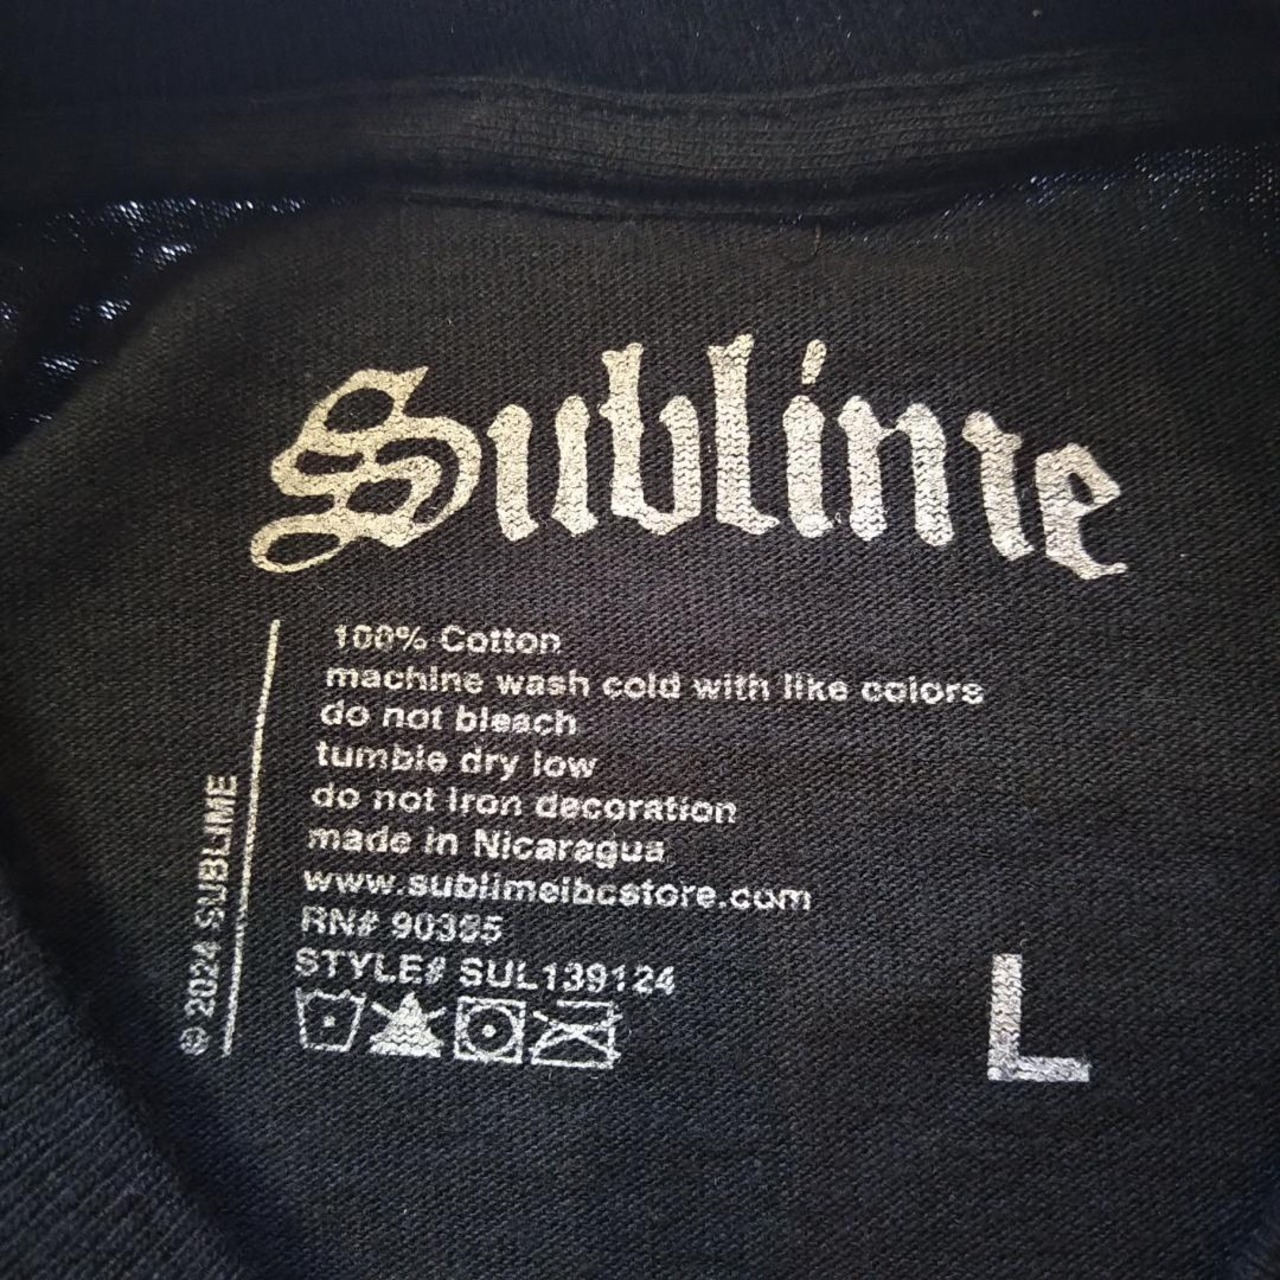 Sublime
100% Cotton
machine wash cold with like colors
do not bleach
tumble dry low
do not iron decoration
made in Nicaragua
www.sublimelbcstore.com
RN# 90365
STYLE# SUL139124
© 2024 SUBLIME
L